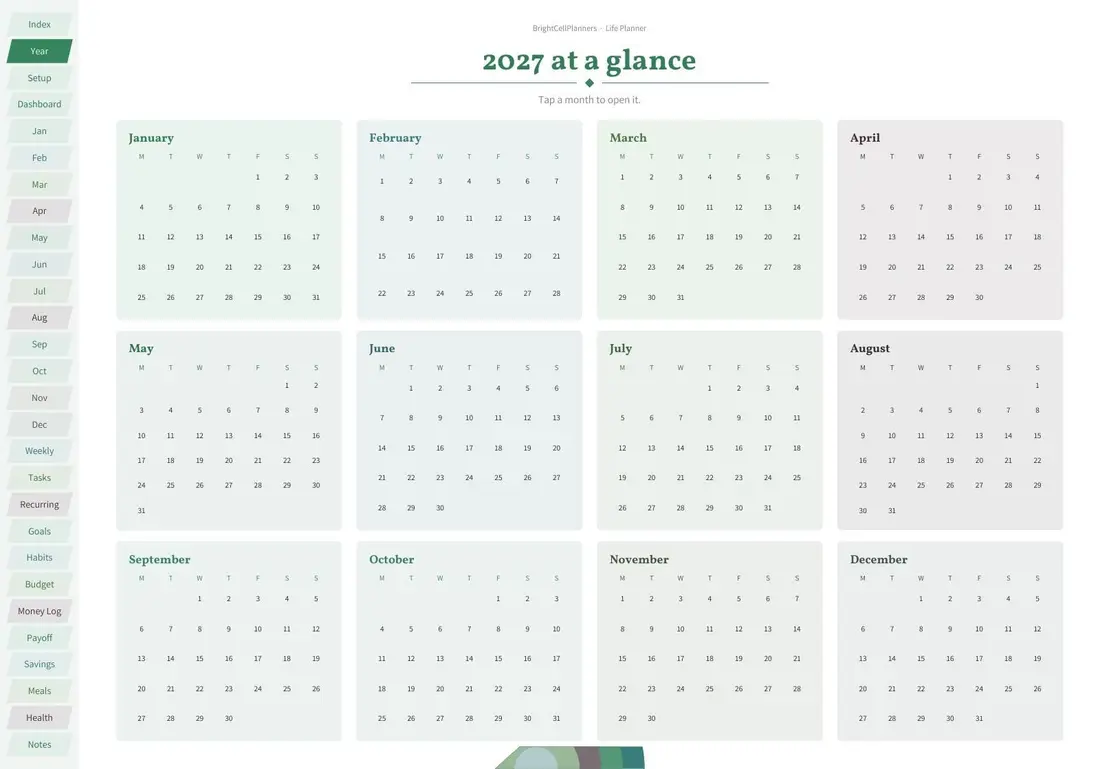 Index
Year
Setup
Dashboard
Jan
Feb
Mar
Apr
May
Jun
Jul
Aug
Sep
Oct
Nov
Dec
Weekly
Tasks
Recurring
Goals
Habits
Budget
Money Log
Payoff
Savings
Meals
Health
Notes
BrightCellPlanners · Life Planner
2027 at a glance
Tap a month to open it.
January
M T W T F S S
1 2 3
4 5 6 7 8 9 10
11 12 13 14 15 16 17
18 19 20 21 22 23 24
25 26 27 28 29 30 31
February
M T W T F S S
1 2 3 4 5 6 7
8 9 10 11 12 13 14
15 16 17 18 19 20 21
22 23 24 25 26 27 28
March
M T W T F S S
1 2 3 4 5 6 7
8 9 10 11 12 13 14
15 16 17 18 19 20 21
22 23 24 25 26 27 28
29 30 31
April
M T W T F S S
1 2 3 4
5 6 7 8 9 10 11
12 13 14 15 16 17 18
19 20 21 22 23 24 25
26 27 28 29 30
May
M T W T F S S
1 2
3 4 5 6 7 8 9
10 11 12 13 14 15 16
17 18 19 20 21 22 23
24 25 26 27 28 29 30
31
June
M T W T F S S
1 2 3 4 5 6
7 8 9 10 11 12 13
14 15 16 17 18 19 20
21 22 23 24 25 26 27
28 29 30
July
M T W T F S S
1 2 3 4
5 6 7 8 9 10 11
12 13 14 15 16 17 18
19 20 21 22 23 24 25
26 27 28 29 30 31
August
M T W T F S S
1
2 3 4 5 6 7 8
9 10 11 12 13 14 15
16 17 18 19 20 21 22
23 24 25 26 27 28 29
30 31
September
M T W T F S S
1 2 3 4 5
6 7 8 9 10 11 12
13 14 15 16 17 18 19
20 21 22 23 24 25 26
27 28 29 30
October
M T W T F S S
1 2 3
4 5 6 7 8 9 10
11 12 13 14 15 16 17
18 19 20 21 22 23 24
25 26 27 28 29 30 31
November
M T W T F S S
1 2 3 4 5 6 7
8 9 10 11 12 13 14
15 16 17 18 19 20 21
22 23 24 25 26 27 28
29 30
December
M T W T F S S
1 2 3 4 5
6 7 8 9 10 11 12
13 14 15 16 17 18 19
20 21 22 23 24 25 26
27 28 29 30 31